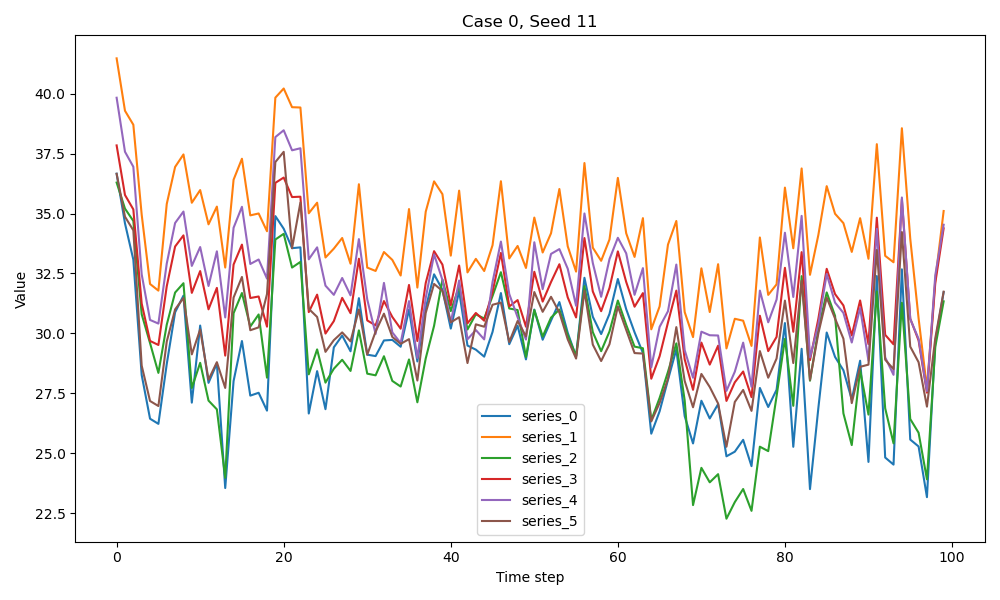 Case 0, Seed 11
Value
40.0
37.5
35.0
32.5
30.0
27.5
25.0
22.5
series_0
series_1
series_2
series_3
series_4
series_5
0 20 40 60 80 100
Time step